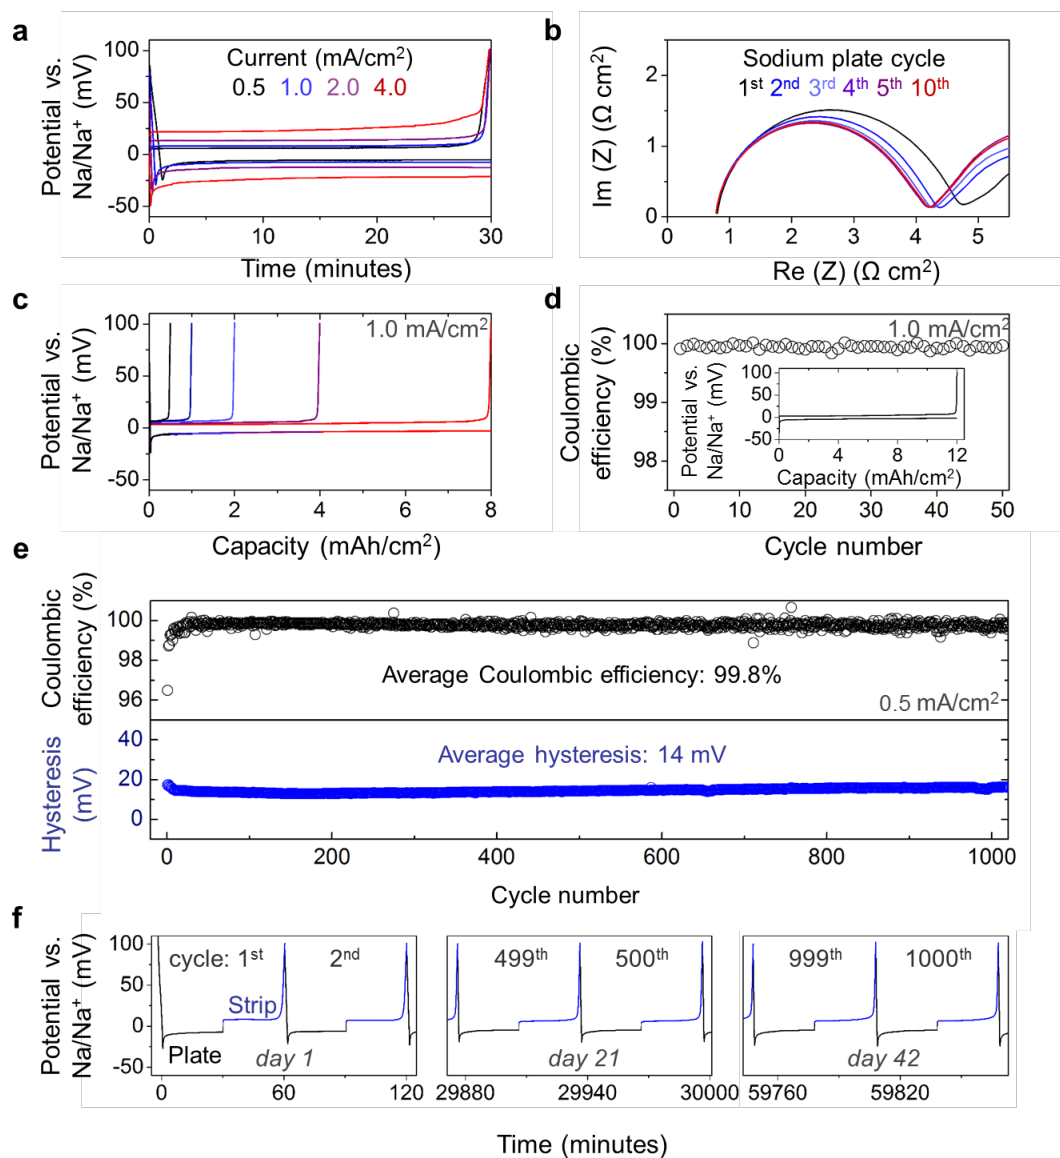 a
Potential vs.
Na/Na⁺ (mV)
100
50
0
-50
Current (mA/cm²)
0.5 1.0 2.0 4.0
0 10 20 30
Time (minutes)
b
Im (Z) (Ω cm²)
2
1
0
Sodium plate cycle
1ˢᵗ 2ⁿᵈ 3ʳᵈ 4ᵗʰ 5ᵗʰ 10ᵗʰ
1 2 3 4 5
Re (Z) (Ω cm²)
c
Potential vs.
Na/Na⁺ (mV)
100
50
0
-50
1.0 mA/cm²
0 2 4 6 8
Capacity (mAh/cm²)
d
Coulombic
efficiency (%)
100
99
98
1.0 mA/cm²
Potential vs.
Na/Na⁺ (mV)
100
50
0
-50
0 4 8 12
Capacity (mAh/cm²)
0 10 20 30 40 50
Cycle number
e
Coulombic
efficiency (%)
100
98
96
Average Coulombic efficiency: 99.8%
0.5 mA/cm²
Hysteresis
(mV)
40
20
0
Average hysteresis: 14 mV
0 200 400 600 800 1000
Cycle number
f
Potential vs.
Na/Na⁺ (mV)
100
50
0
-50
cycle: 1ˢᵗ 2ⁿᵈ
Strip
Plate
day 1
0 60 120
499ᵗʰ 500ᵗʰ
day 21
29880 29940 30000
999ᵗʰ 1000ᵗʰ
day 42
59760 59820
Time (minutes)